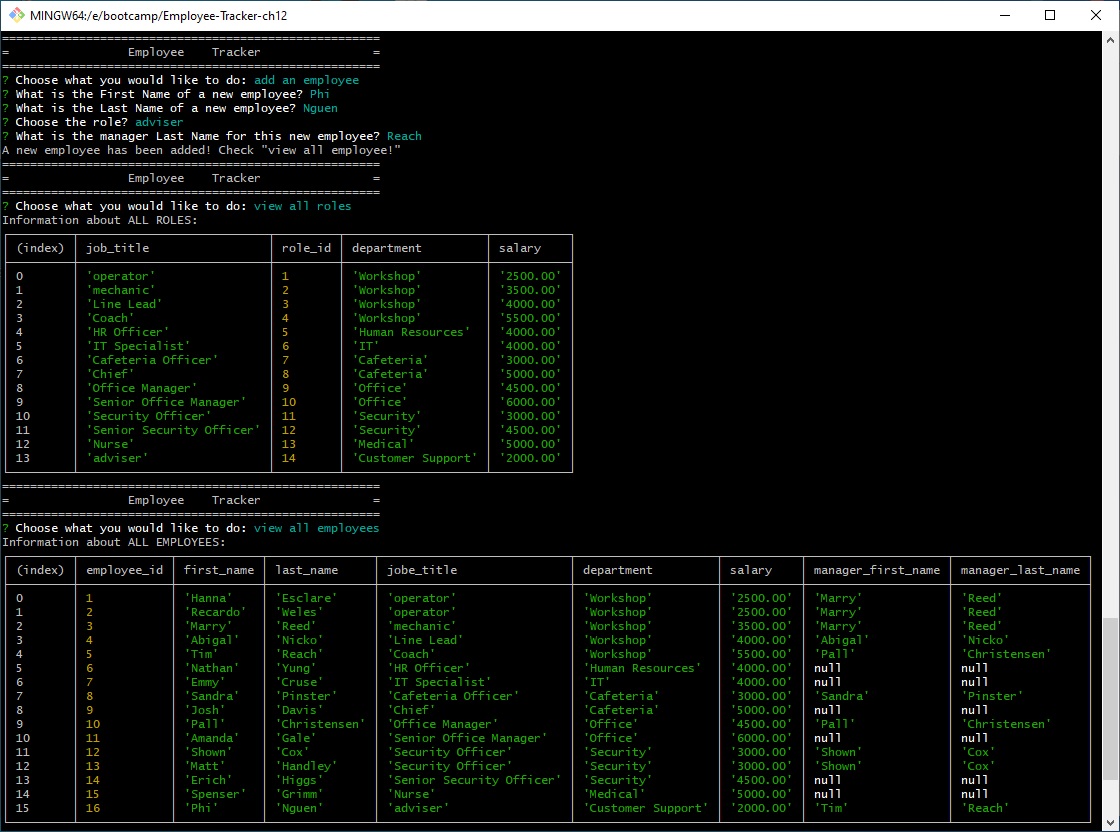 MINGW64:/e/bootcamp/Employee-Tracker-ch12
======================================================
= Employee Tracker =
======================================================
? Choose what you would like to do: add an employee
? What is the First Name of a new employee? Phi
? What is the Last Name of a new employee? Nguen
? Choose the role? adviser
? What is the manager Last Name for this new employee? Reach
A new employee has been added! Check "view all employee!"
======================================================
= Employee Tracker =
======================================================
? Choose what you would like to do: view all roles
Information about ALL ROLES:
(index) job_title role_id department salary
0 'operator' 1 'Workshop' '2500.00'
1 'mechanic' 2 'Workshop' '3500.00'
2 'Line Lead' 3 'Workshop' '4000.00'
3 'Coach' 4 'Workshop' '5500.00'
4 'HR Officer' 5 'Human Resources' '4000.00'
5 'IT Specialist' 6 'IT' '4000.00'
6 'Cafeteria Officer' 7 'Cafeteria' '3000.00'
7 'Chief' 8 'Cafeteria' '5000.00'
8 'Office Manager' 9 'Office' '4500.00'
9 'Senior Office Manager' 10 'Office' '6000.00'
10 'Security Officer' 11 'Security' '3000.00'
11 'Senior Security Officer' 12 'Security' '4500.00'
12 'Nurse' 13 'Medical' '5000.00'
13 'adviser' 14 'Customer Support' '2000.00'
======================================================
= Employee Tracker =
======================================================
? Choose what you would like to do: view all employees
Information about ALL EMPLOYEES:
(index) employee_id first_name last_name jobe_title department salary manager_first_name manager_last_name
0 1 'Hanna' 'Esclare' 'operator' 'Workshop' '2500.00' 'Marry' 'Reed'
1 2 'Recardo' 'Weles' 'operator' 'Workshop' '2500.00' 'Marry' 'Reed'
2 3 'Marry' 'Reed' 'mechanic' 'Workshop' '3500.00' 'Marry' 'Reed'
3 4 'Abigal' 'Nicko' 'Line Lead' 'Workshop' '4000.00' 'Abigal' 'Nicko'
4 5 'Tim' 'Reach' 'Coach' 'Workshop' '5500.00' 'Pall' 'Christensen'
5 6 'Nathan' 'Yung' 'HR Officer' 'Human Resources' '4000.00' null null
6 7 'Emmy' 'Cruse' 'IT Specialist' 'IT' '4000.00' null null
7 8 'Sandra' 'Pinster' 'Cafeteria Officer' 'Cafeteria' '3000.00' 'Sandra' 'Pinster'
8 9 'Josh' 'Davis' 'Chief' 'Cafeteria' '5000.00' null null
9 10 'Pall' 'Christensen' 'Office Manager' 'Office' '4500.00' 'Pall' 'Christensen'
10 11 'Amanda' 'Gale' 'Senior Office Manager' 'Office' '6000.00' null null
11 12 'Shown' 'Cox' 'Security Officer' 'Security' '3000.00' 'Shown' 'Cox'
12 13 'Matt' 'Handley' 'Security Officer' 'Security' '3000.00' 'Shown' 'Cox'
13 14 'Erich' 'Higgs' 'Senior Security Officer' 'Security' '4500.00' null null
14 15 'Spenser' 'Grimm' 'Nurse' 'Medical' '5000.00' null null
15 16 'Phi' 'Nguen' 'adviser' 'Customer Support' '2000.00' 'Tim' 'Reach'